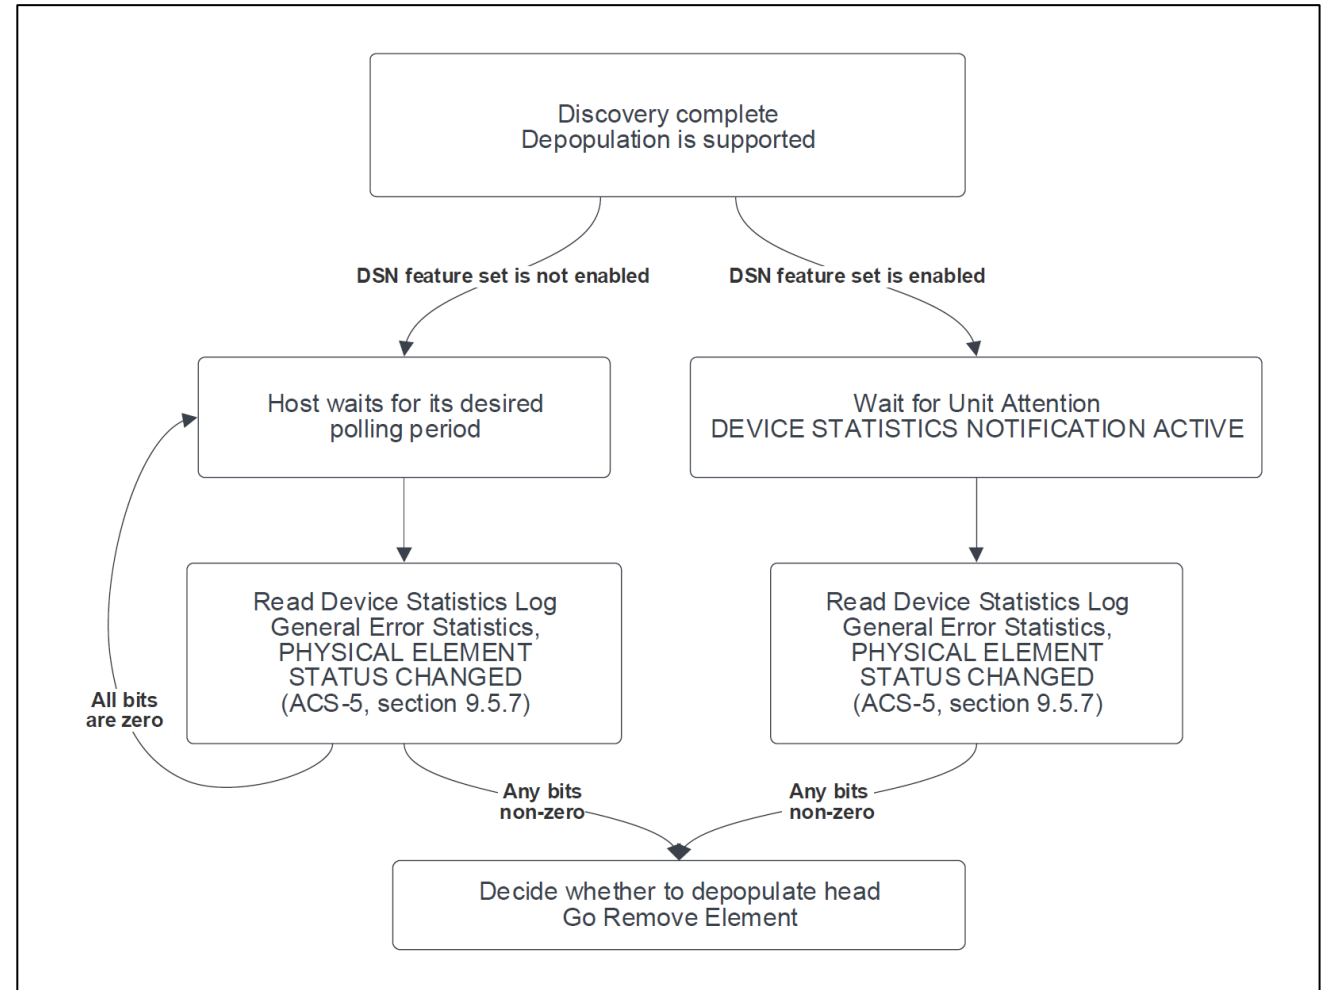 Discovery complete
Depopulation is supported
DSN feature set is not enabled
DSN feature set is enabled
Host waits for its desired
polling period
Wait for Unit Attention
DEVICE STATISTICS NOTIFICATION ACTIVE
Read Device Statistics Log
General Error Statistics,
PHYSICAL ELEMENT
STATUS CHANGED
(ACS-5, section 9.5.7)
Read Device Statistics Log
General Error Statistics,
PHYSICAL ELEMENT
STATUS CHANGED
(ACS-5, section 9.5.7)
All bits
are zero
Any bits
non-zero
Any bits
non-zero
Decide whether to depopulate head
Go Remove Element